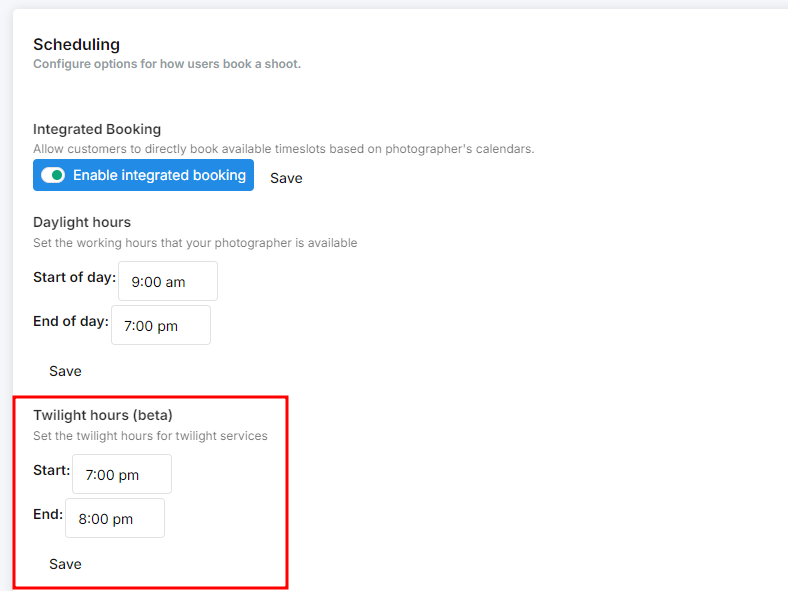 Scheduling
Configure options for how users book a shoot.
Integrated Booking
Allow customers to directly book available timeslots based on photographer's calendars.
Enable integrated booking Save
Daylight hours
Set the working hours that your photographer is available
Start of day: 9:00 am
End of day: 7:00 pm
Save
Twilight hours (beta)
Set the twilight hours for twilight services
Start: 7:00 pm
End: 8:00 pm
Save